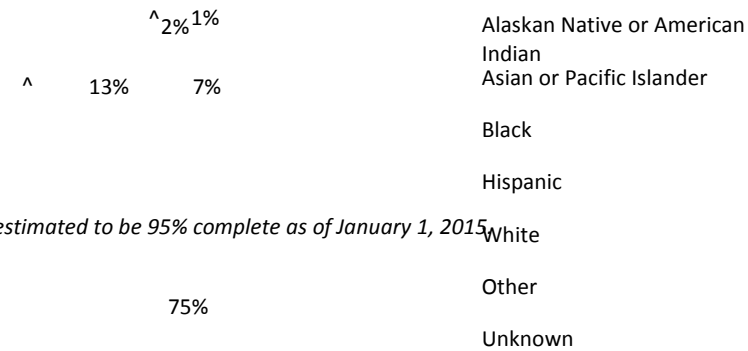 ^2%1%
Alaskan Native or American
Indian
^ 13% 7%
Asian or Pacific Islander
Black
Hispanic
estimated to be 95% complete as of January 1, 2015.
White
Other
75%
Unknown